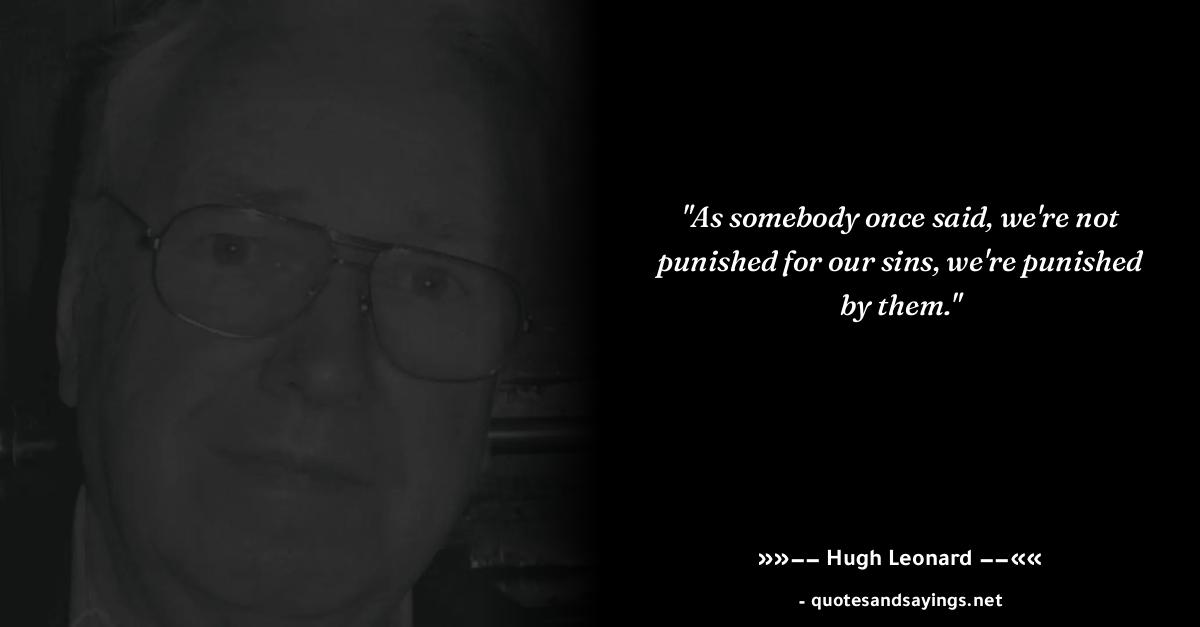 "As somebody once said, we're not
punished for our sins, we're punished
by them."
»»−− Hugh Leonard −−««
- quotesandsayings.net